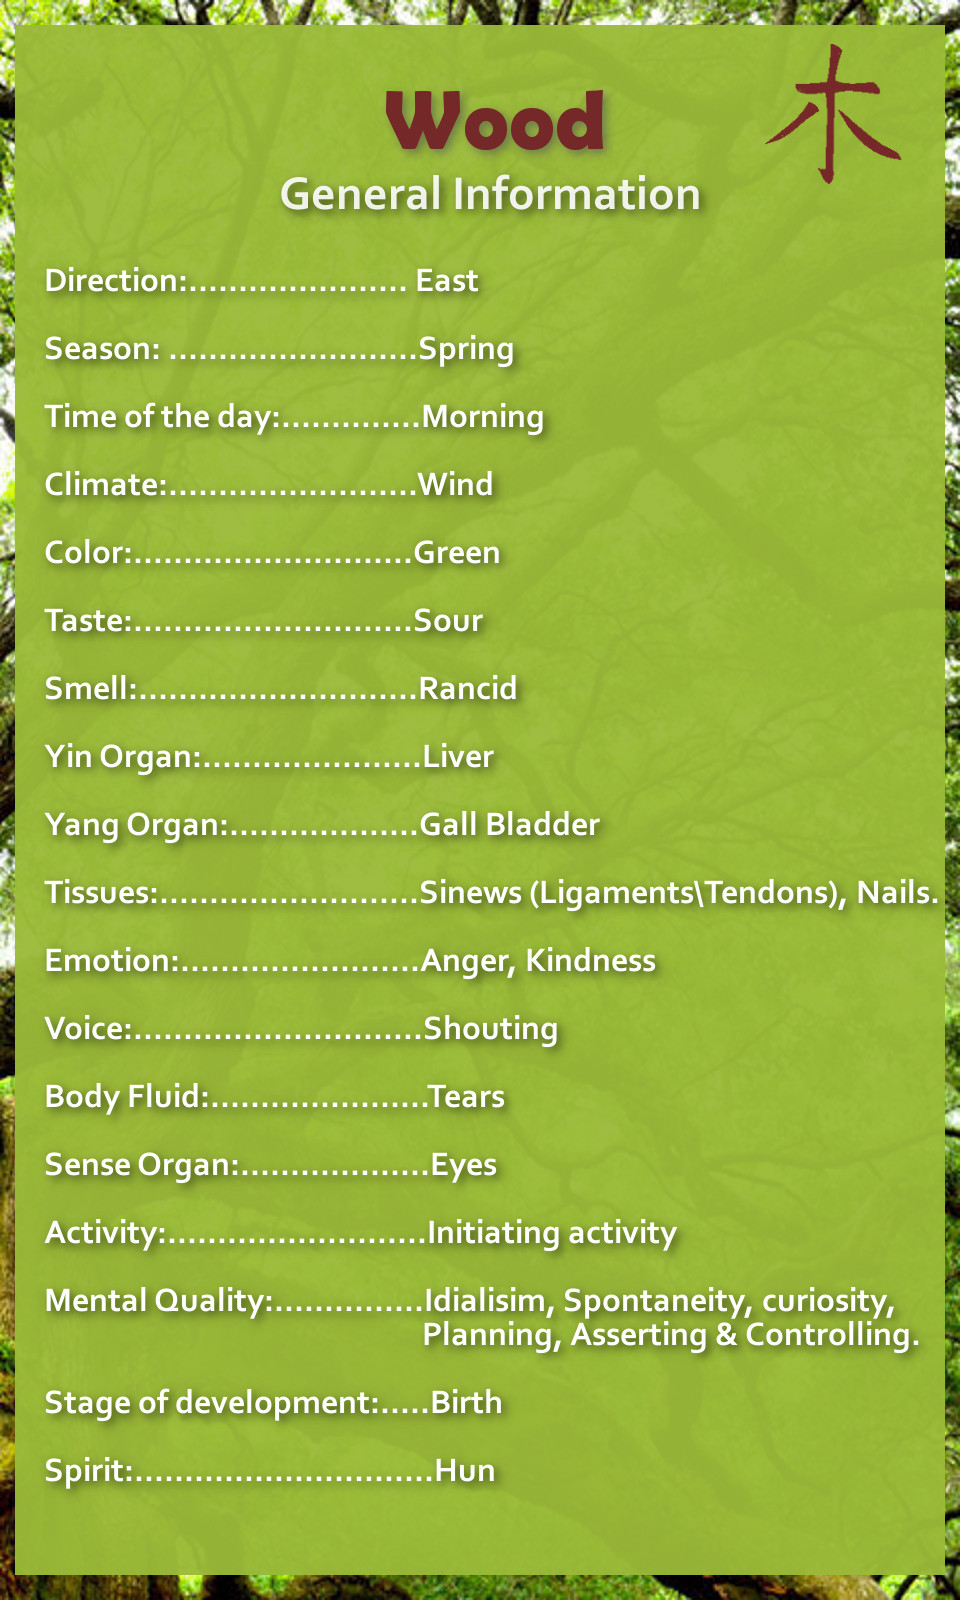 木
Wood
General Information
Direction:...................... East
Season: .........................Spring
Time of the day:..............Morning
Climate:.........................Wind
Color:............................Green
Taste:............................Sour
Smell:............................Rancid
Yin Organ:......................Liver
Yang Organ:...................Gall Bladder
Tissues:..........................Sinews (Ligaments\Tendons), Nails.
Emotion:........................Anger, Kindness
Voice:.............................Shouting
Body Fluid:......................Tears
Sense Organ:...................Eyes
Activity:..........................Initiating activity
Mental Quality:...............Idialisim, Spontaneity, curiosity,
Planning, Asserting & Controlling.
Stage of development:.....Birth
Spirit:..............................Hun